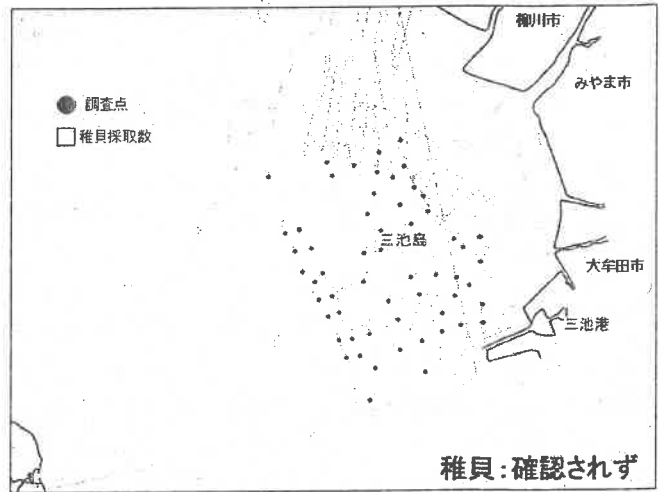 柳川市
みやま市
調査点
稚貝採取数
三池島
大牟田市
三池港
稚貝：確認されず